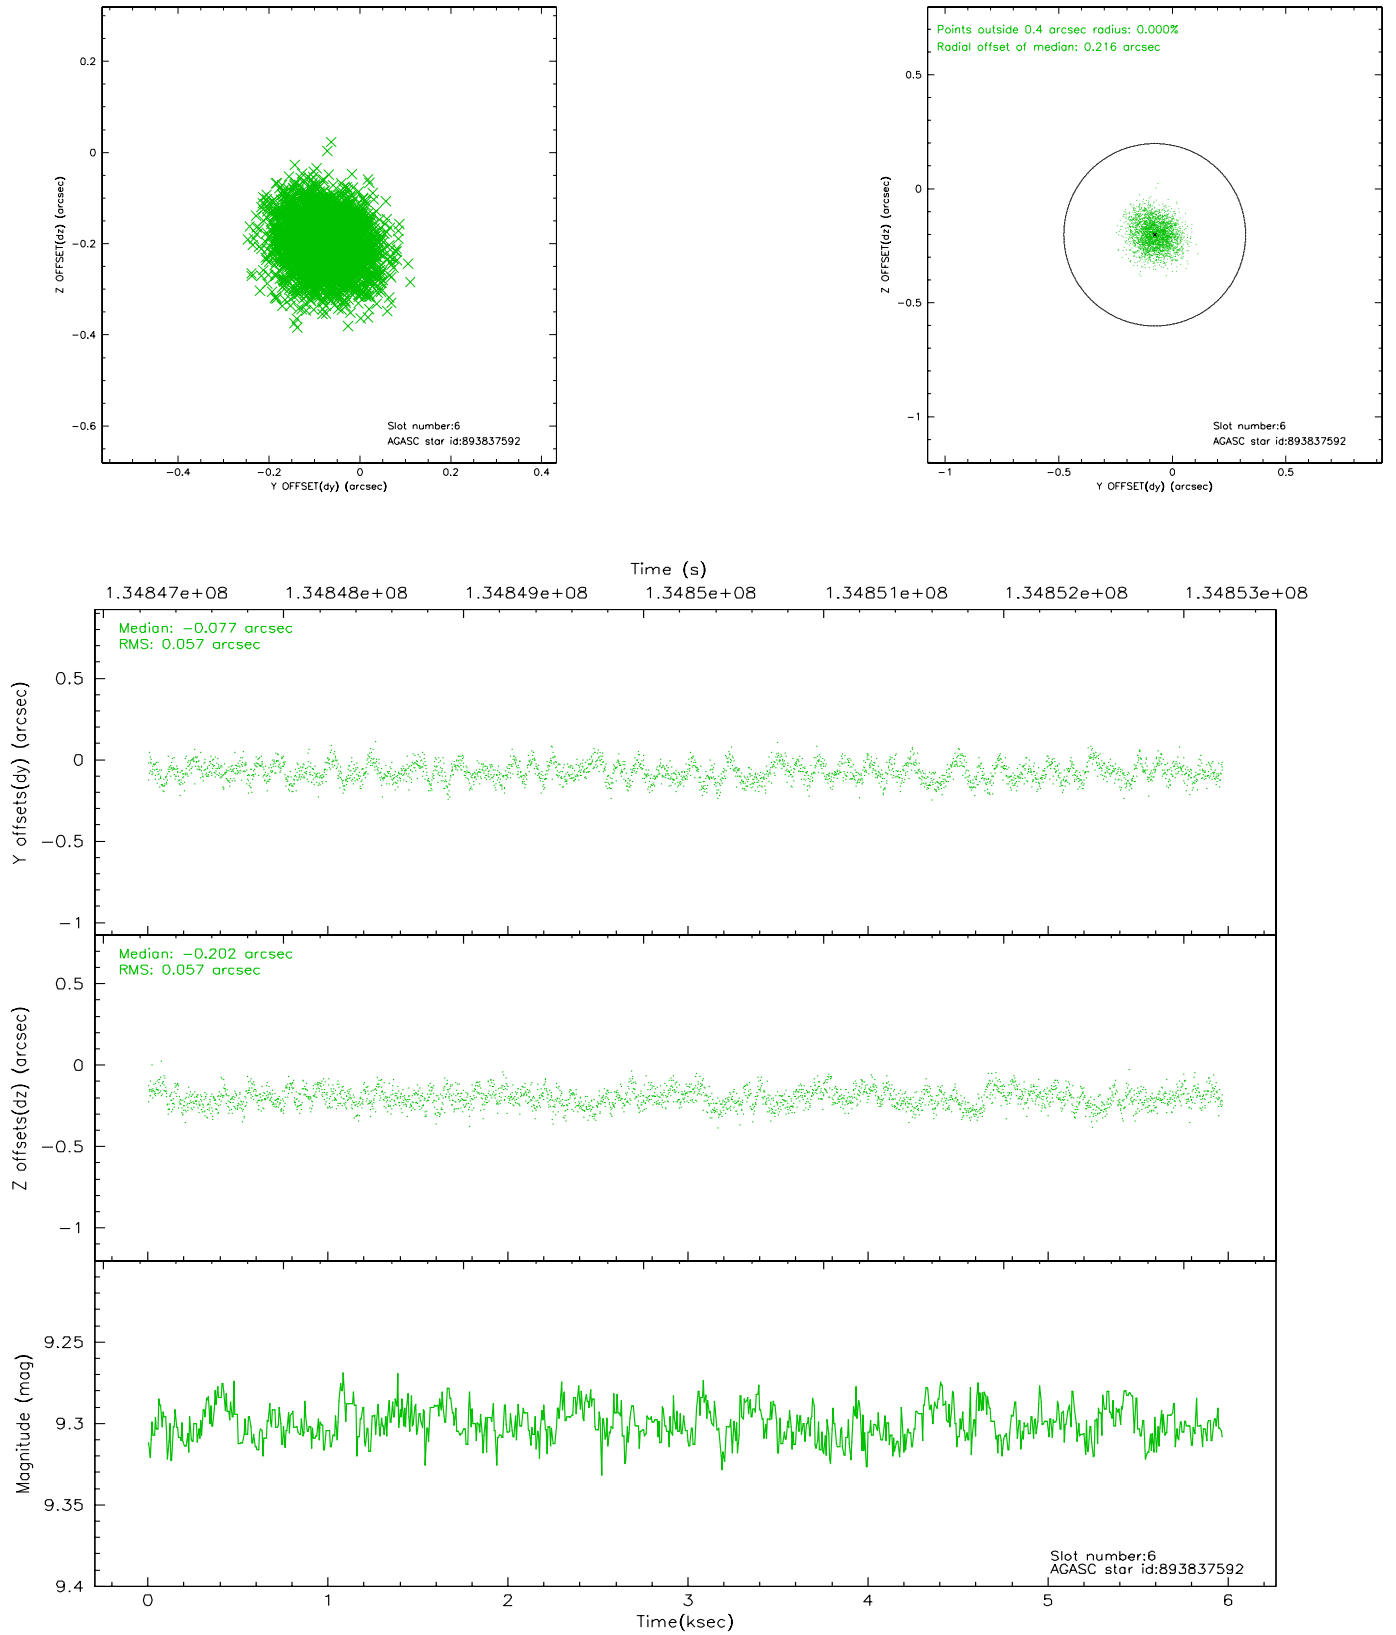 0.2
0
−0.2
−0.4
−0.6
Z OFFSET(dz) (arcsec)
−0.4 −0.2 0 0.2 0.4
Y OFFSET(dy) (arcsec)
Slot number:6
AGASC star id:893837592
Points outside 0.4 arcsec radius: 0.000%
Radial offset of median: 0.216 arcsec
0.5
0
−0.5
−1
Z OFFSET(dz) (arcsec)
−1 −0.5 0 0.5
Y OFFSET(dy) (arcsec)
Slot number:6
AGASC star id:893837592
Time (s)
1.34847e+08 1.34848e+08 1.34849e+08 1.3485e+08 1.34851e+08 1.34852e+08 1.34853e+08
Median: −0.077 arcsec
RMS: 0.057 arcsec
0.5
0
−0.5
−1
Y offsets(dy) (arcsec)
Median: −0.202 arcsec
RMS: 0.057 arcsec
0.5
0
−0.5
−1
Z offsets(dz) (arcsec)
9.25
9.3
9.35
9.4
Magnitude (mag)
Slot number:6
AGASC star id:893837592
0 1 2 3 4 5 6
Time(ksec)